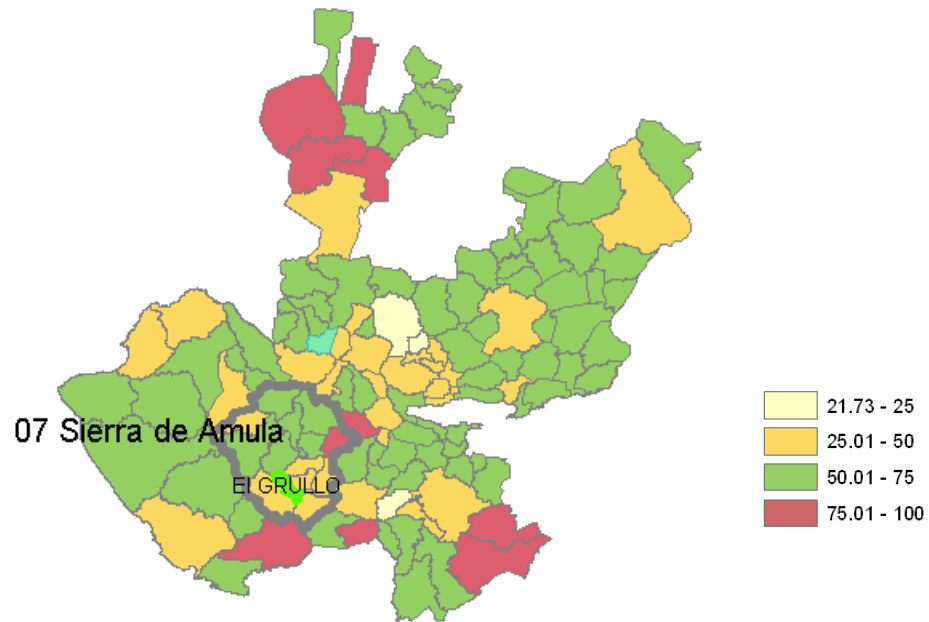 07 Sierra de Amula
El GRULLO
21.73 - 25
25.01 - 50
50.01 - 75
75.01 - 100